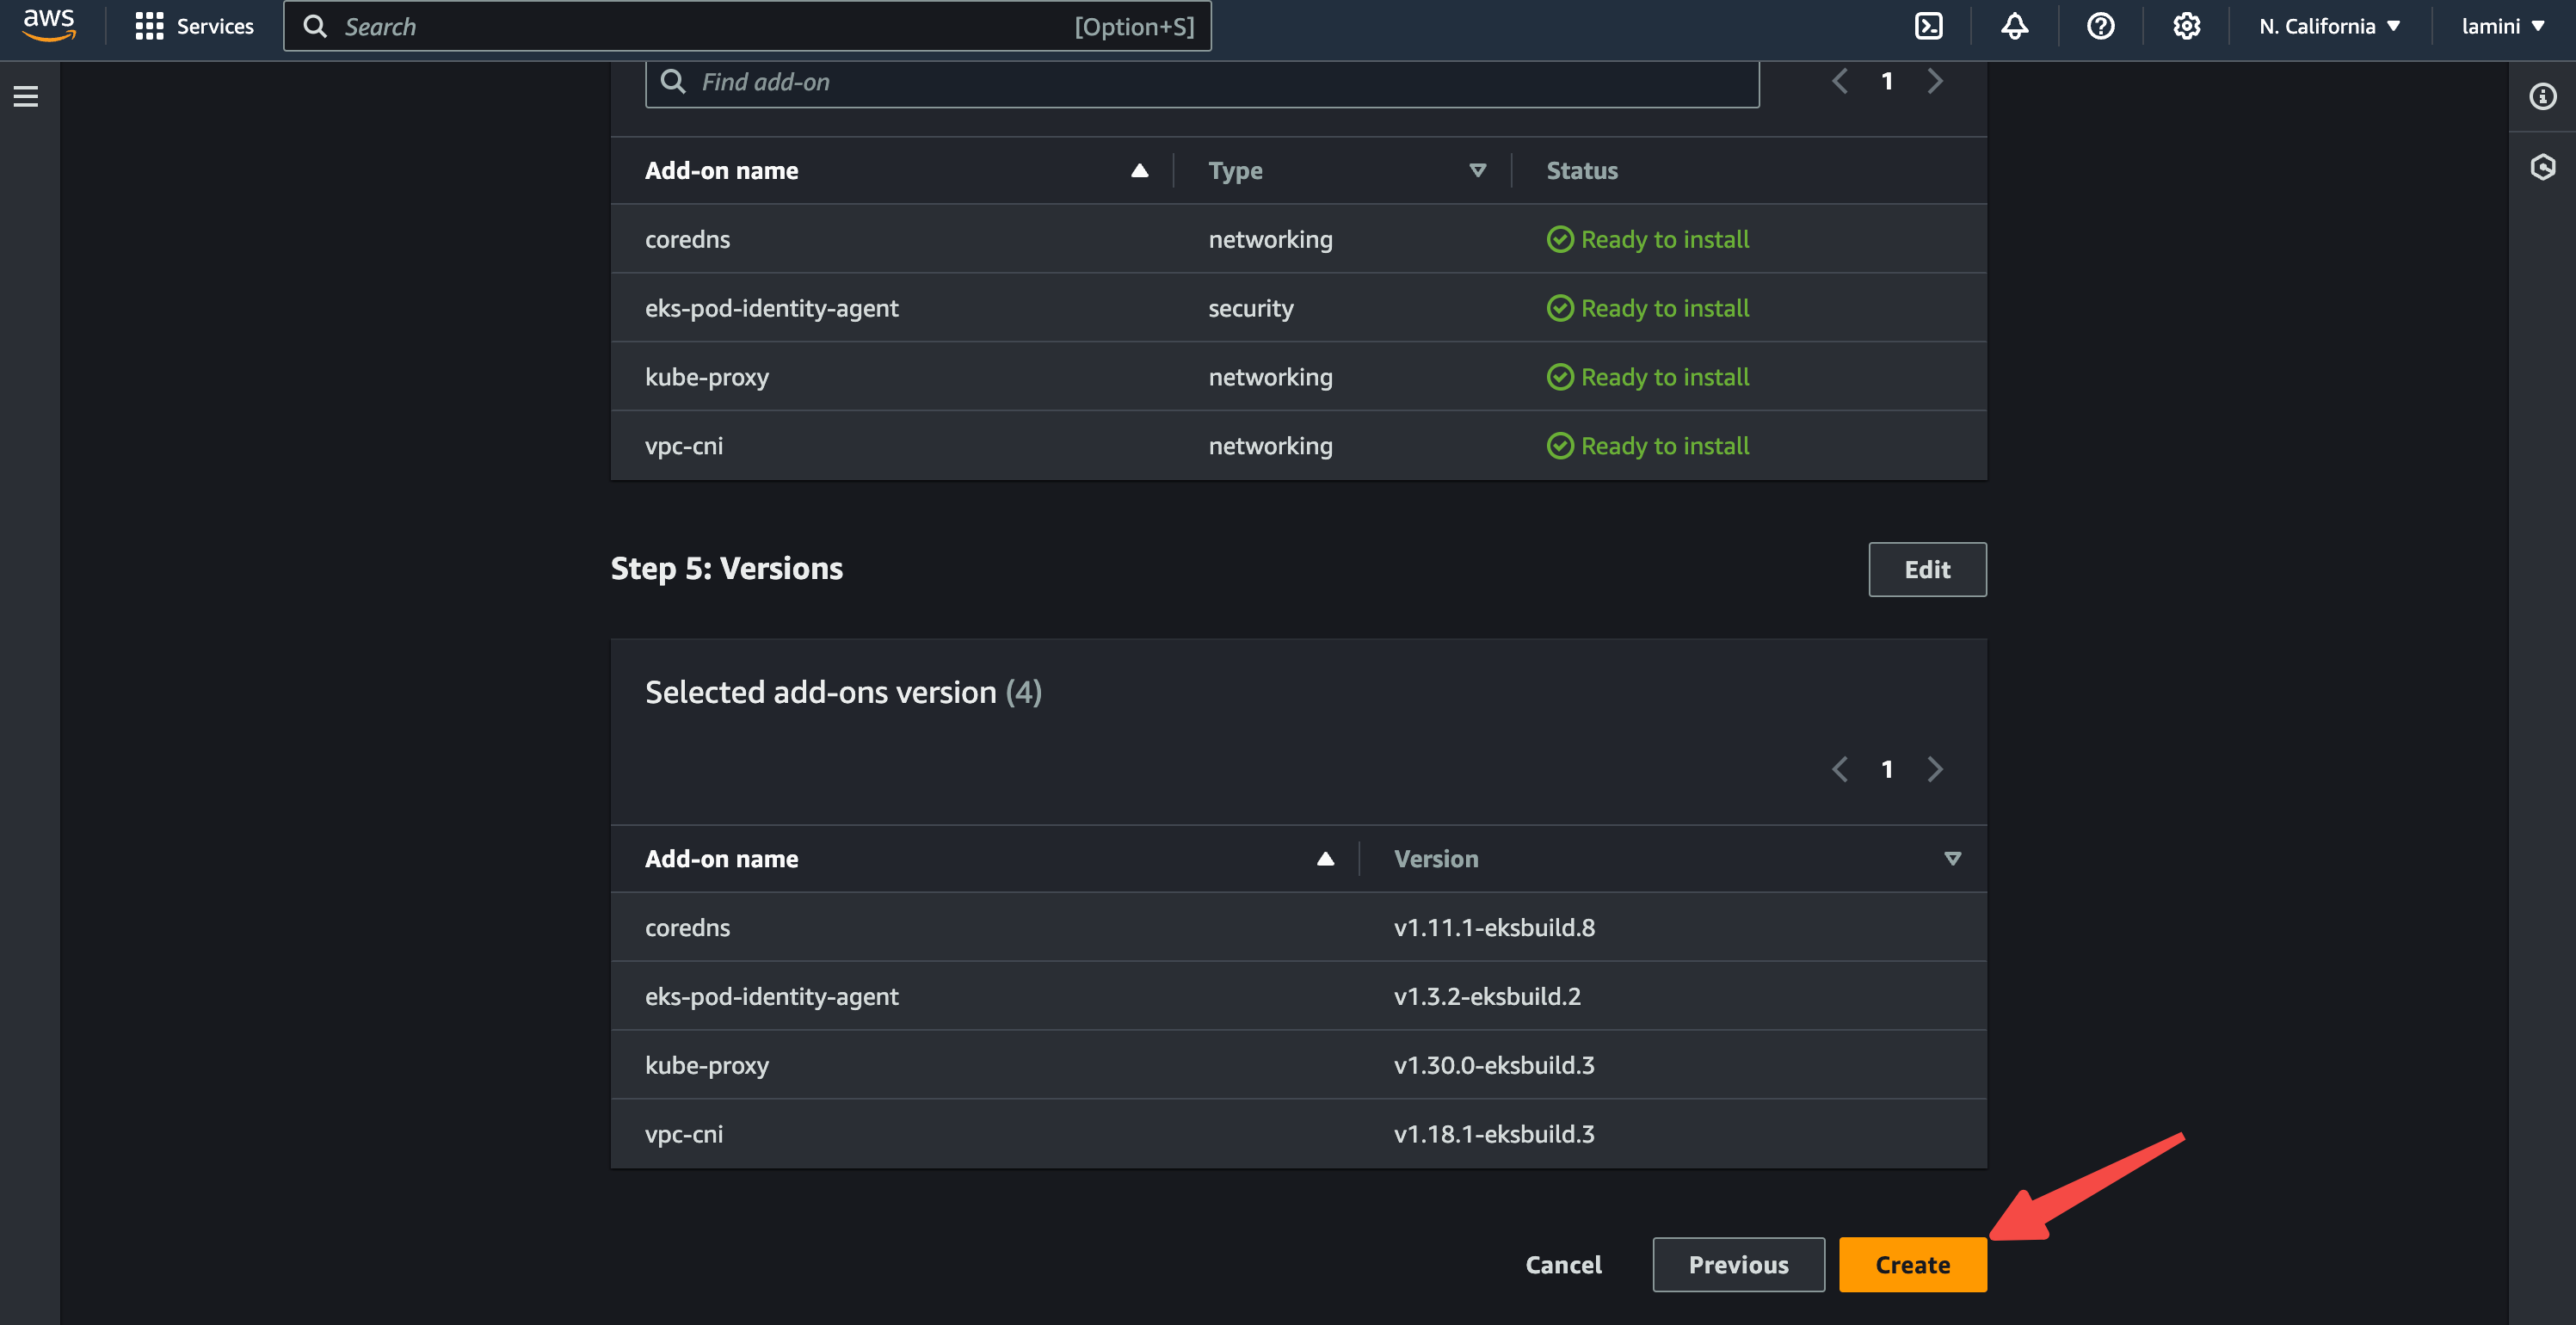 aws Services Search [Option+S] N. California lamini
Find add-on 1
Add-on name Type Status
coredns networking Ready to install
eks-pod-identity-agent security Ready to install
kube-proxy networking Ready to install
vpc-cni networking Ready to install
Step 5: Versions Edit
Selected add-ons version (4)
1
Add-on name Version
coredns v1.11.1-eksbuild.8
eks-pod-identity-agent v1.3.2-eksbuild.2
kube-proxy v1.30.0-eksbuild.3
vpc-cni v1.18.1-eksbuild.3
Cancel Previous Create